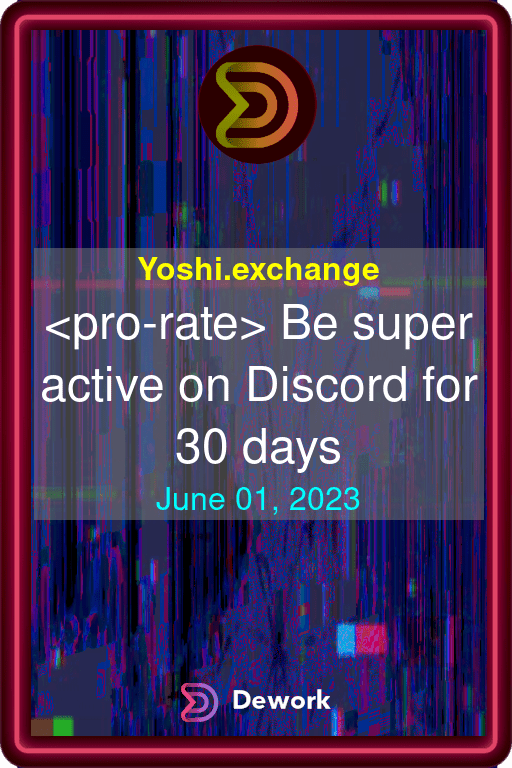 Yoshi.exchange
<pro-rate> Be super
active on Discord for
30 days
June 01, 2023
Dework